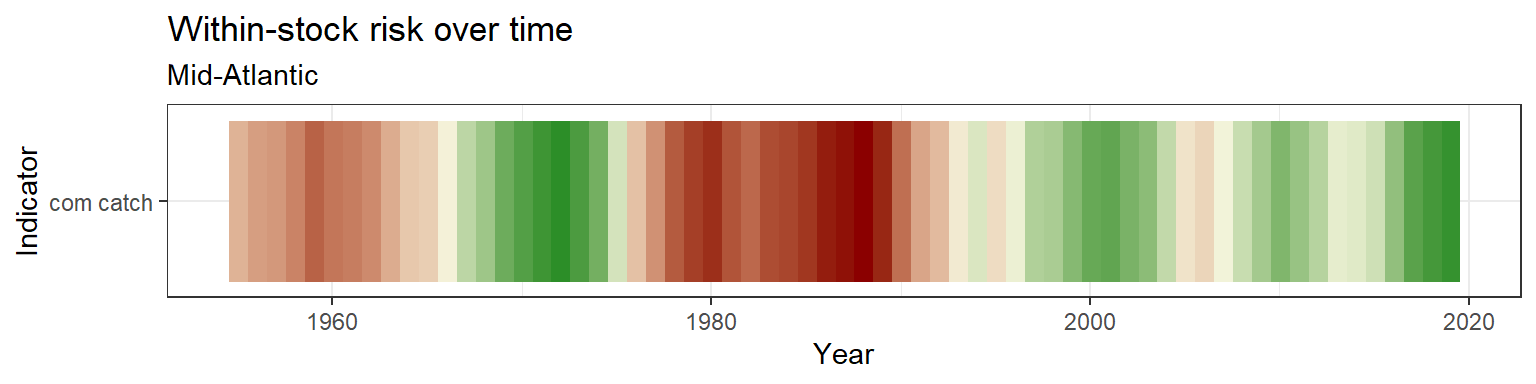 Within-stock risk over time
Mid-Atlantic
Indicator
com catch
1960 1980 2000 2020
Year